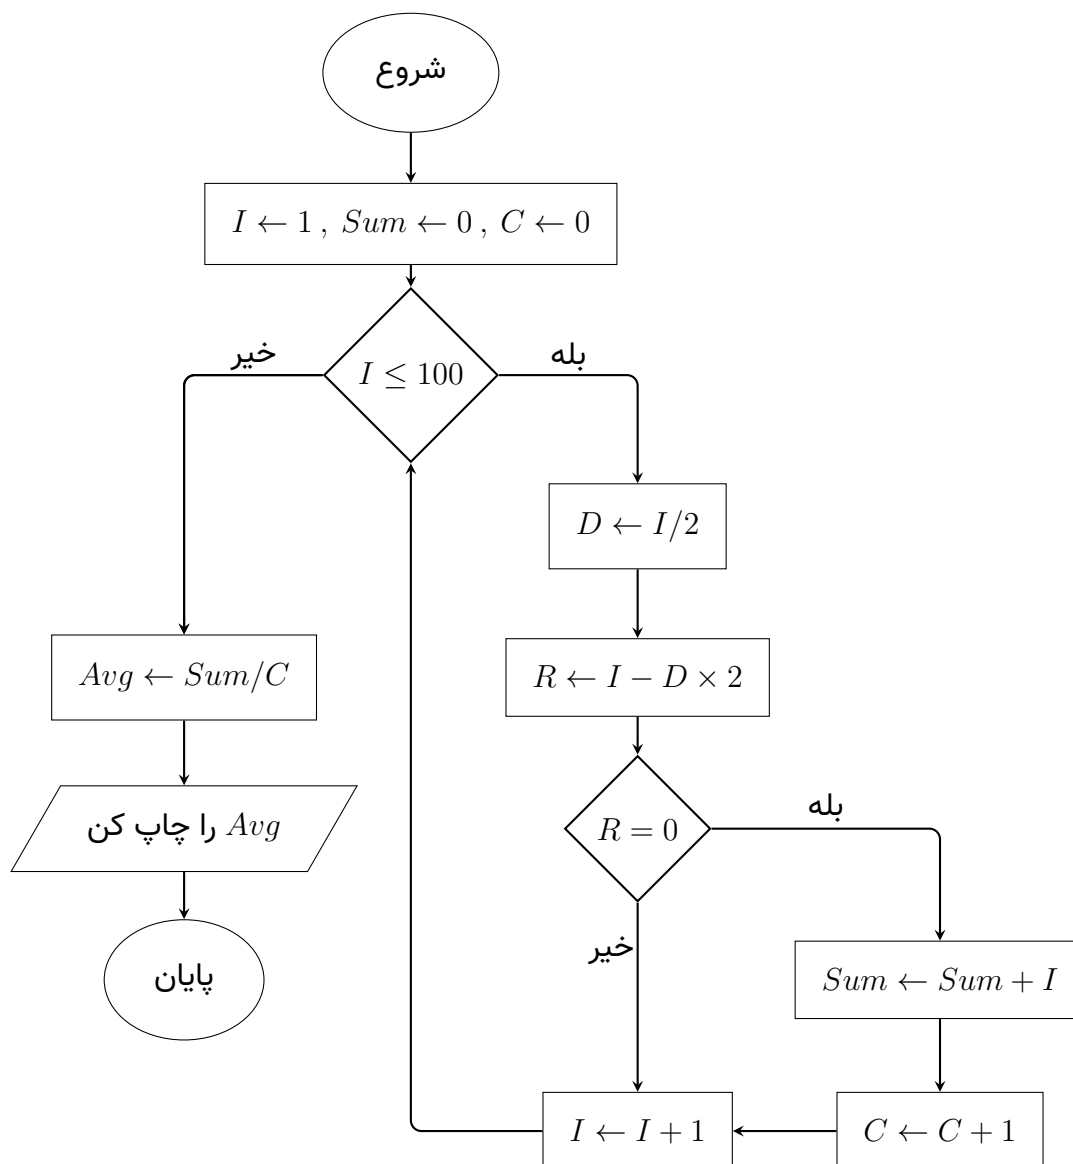 شروع
I ← 1 , Sum ← 0 , C ← 0
I ≤ 100
خیر
بله
D ← I/2
Avg ← Sum/C
R ← I − D × 2
Avg را چاپ کن
R = 0
بله
خیر
پایان
Sum ← Sum + I
I ← I + 1
C ← C + 1